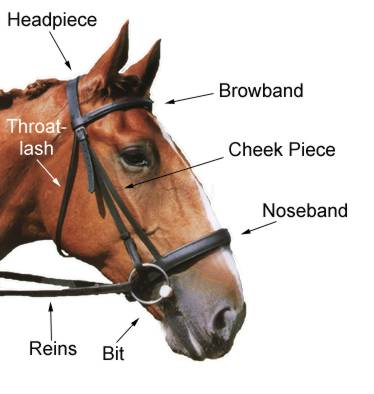 Headpiece
Browband
Throat-
lash
Cheek Piece
Noseband
Reins
Bit